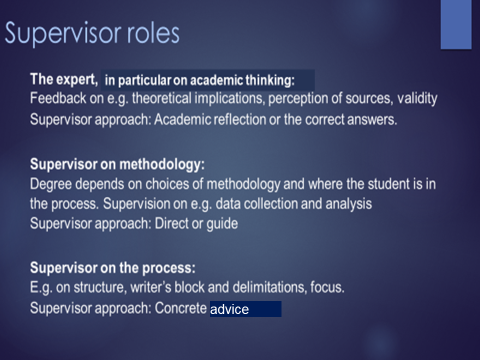 Supervisor roles
The expert, in particular on academic thinking:
Feedback on e.g. theoretical implications, perception of sources, validity
Supervisor approach: Academic reflection or the correct answers.
Supervisor on methodology:
Degree depends on choices of methodology and where the student is in
the process. Supervision on e.g. data collection and analysis
Supervisor approach: Direct or guide
Supervisor on the process:
E.g. on structure, writer's block and delimitations, focus.
Supervisor approach: Concrete advice